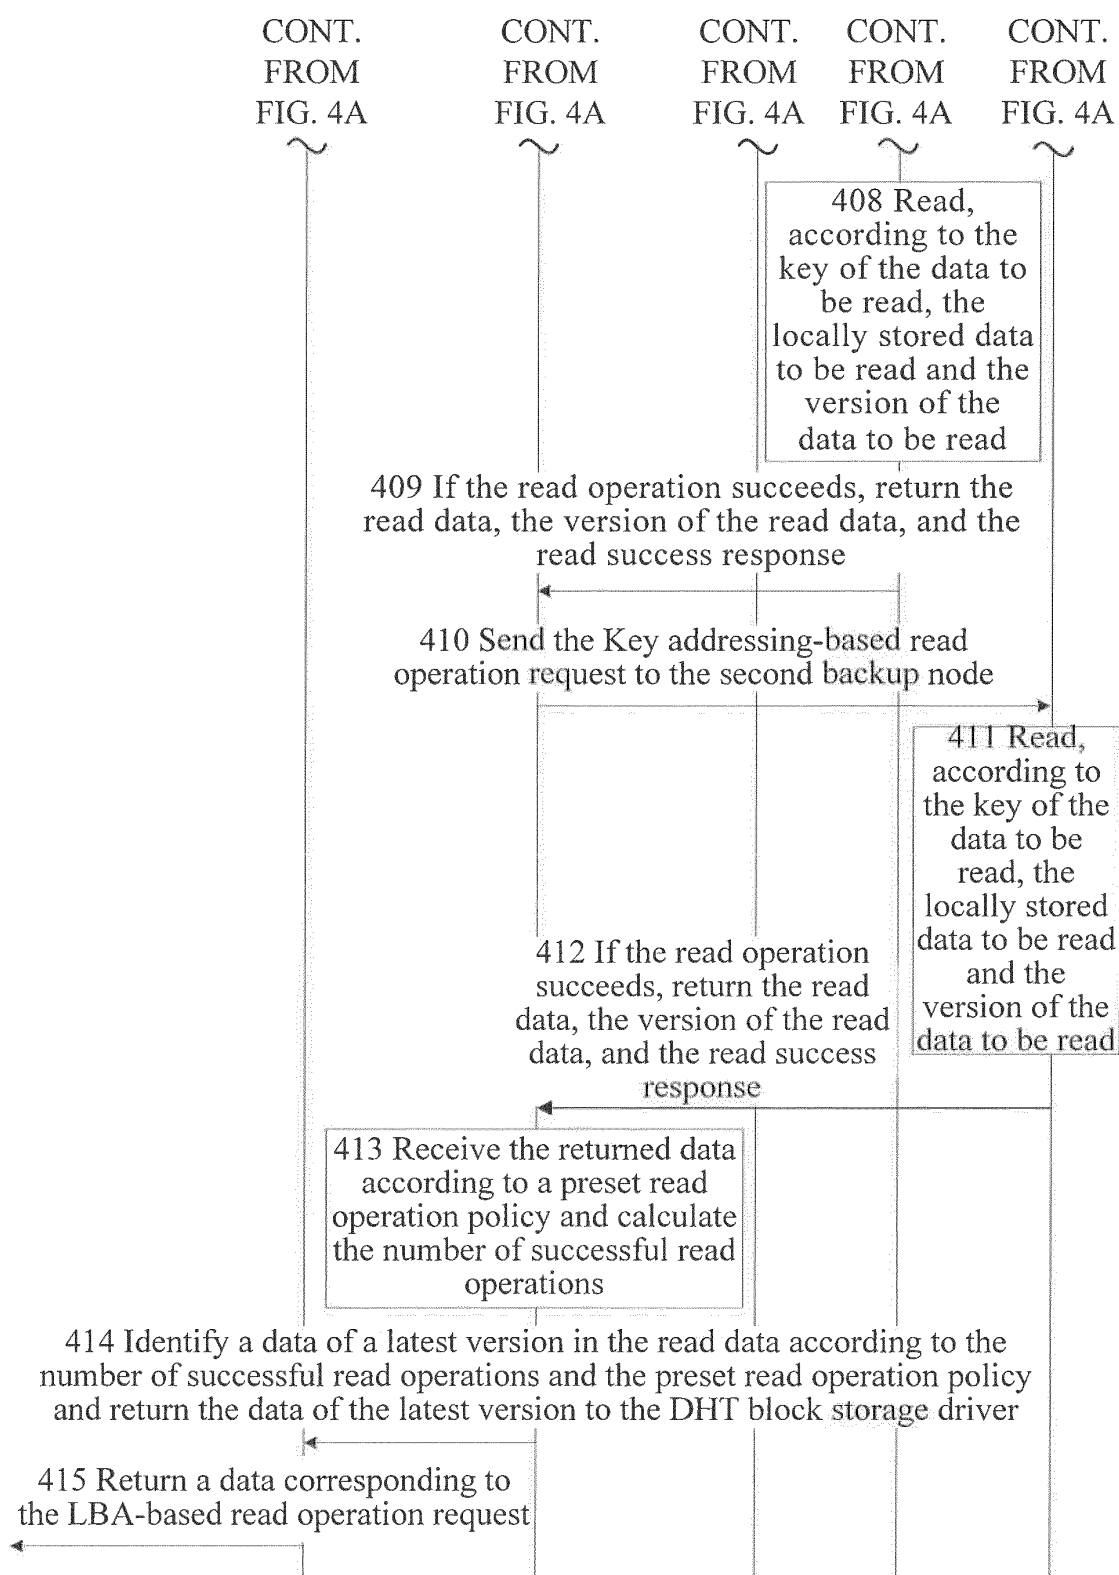 CONT. CONT. CONT. CONT. CONT.
FROM FROM FROM FROM FROM
FIG. 4A FIG. 4A FIG. 4A FIG. 4A FIG. 4A
408 Read,
according to the
key of the data to
be read, the
locally stored data
to be read and the
version of the
data to be read
409 If the read operation succeeds, return the
read data, the version of the read data, and the
read success response
410 Send the Key addressing-based read
operation request to the second backup node
411 Read,
according to
the key of the
data to be
read, the
locally stored
data to be read
and the
version of the
data to be read
412 If the read operation
succeeds, return the read
data, the version of the read
data, and the read success
response
413 Receive the returned data
according to a preset read
operation policy and calculate
the number of successful read
operations
414 Identify a data of a latest version in the read data according to the
number of successful read operations and the preset read operation policy
and return the data of the latest version to the DHT block storage driver
415 Return a data corresponding to
the LBA-based read operation request